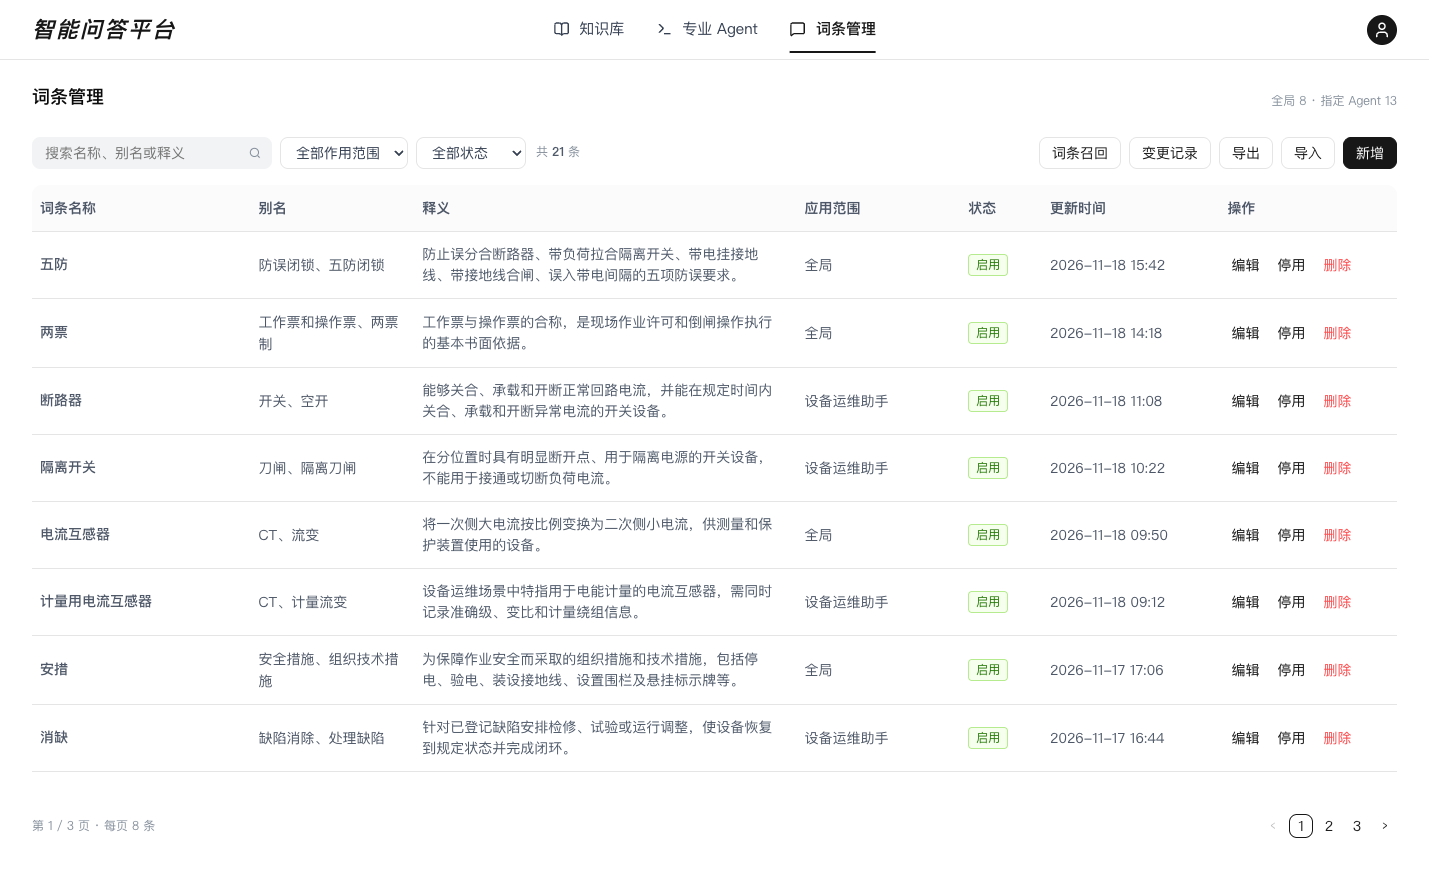 智能问答平台
知识库
专业 Agent
词条管理
词条管理
全局 8 · 指定 Agent 13
搜索名称、别名或释义
全部作用范围
全部状态
共 21 条
词条召回
变更记录
导出
导入
新增
词条名称 别名 释义 应用范围 状态 更新时间 操作
五防 防误闭锁、五防闭锁 防止误分合断路器、带负荷拉合隔离开关、带电挂接地
线、带接地线合闸、误入带电间隔的五项防误要求。 全局 启用 2026-11-18 15:42 编辑 停用 删除
两票 工作票和操作票、两票
制 工作票与操作票的合称，是现场作业许可和倒闸操作执行
的基本书面依据。 全局 启用 2026-11-18 14:18 编辑 停用 删除
断路器 开关、空开 能够关合、承载和开断正常回路电流，并能在规定时间内
关合、承载和开断异常电流的开关设备。 设备运维助手 启用 2026-11-18 11:08 编辑 停用 删除
隔离开关 刀闸、隔离刀闸 在分位置时具有明显断开点、用于隔离电源的开关设备，
不能用于接通或切断负荷电流。 设备运维助手 启用 2026-11-18 10:22 编辑 停用 删除
电流互感器 CT、流变 将一次侧大电流按比例变换为二次侧小电流，供测量和保
护装置使用的设备。 全局 启用 2026-11-18 09:50 编辑 停用 删除
计量用电流互感器 CT、计量流变 设备运维场景中特指用于电能计量的电流互感器，需同时
记录准确级、变比和计量绕组信息。 设备运维助手 启用 2026-11-18 09:12 编辑 停用 删除
安措 安全措施、组织技术措
施 为保障作业安全而采取的组织措施和技术措施，包括停
电、验电、装设接地线、设置围栏及悬挂标示牌等。 全局 启用 2026-11-17 17:06 编辑 停用 删除
消缺 缺陷消除、处理缺陷 针对已登记缺陷安排检修、试验或运行调整，使设备恢复
到规定状态并完成闭环。 设备运维助手 启用 2026-11-17 16:44 编辑 停用 删除
第 1 / 3 页 · 每页 8 条
‹ 1 2 3 ›